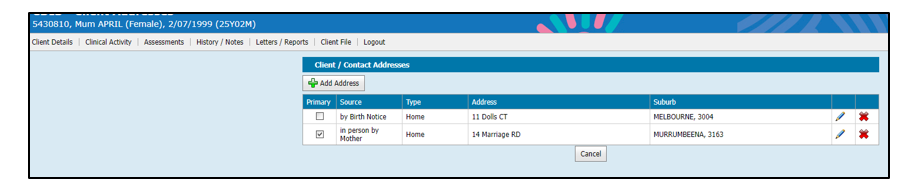 S430810, Mum APRIL (Female), 2/07/1999 (25Y02M)
Client Details | Clinical Activity | Assessments | History / Notes | Letters / Reports | Client File | Logout
Client / Contact Addresses
Add Address
Primary Source Type Address Suburb
by Birth Notice Home 11 Dolls CT MELBOURNE, 3004
in person by Mother Home 14 Marriage RD MURRUMBEENA, 3163
Cancel